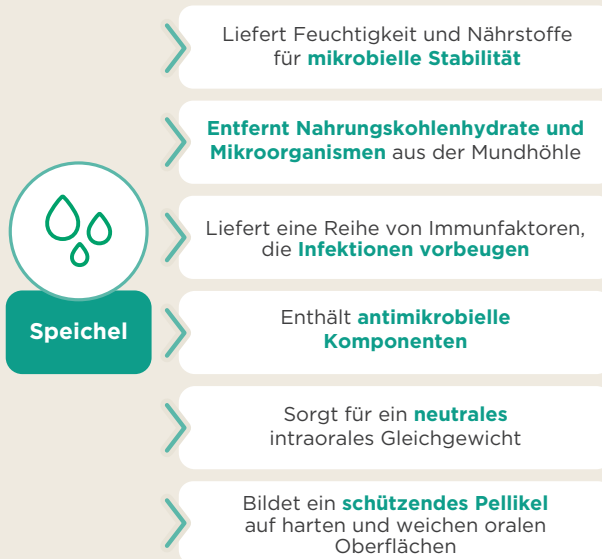 Liefert Feuchtigkeit und Nährstoffe
für mikrobielle Stabilität
Entfernt Nahrungskohlenhydrate und
Mikroorganismen aus der Mundhöhle
Liefert eine Reihe von Immunfaktoren,
die Infektionen vorbeugen
Speichel
Enthält antimikrobielle
Komponenten
Sorgt für ein neutrales
intraorales Gleichgewicht
Bildet ein schützendes Pellikel
auf harten und weichen oralen
Oberflächen